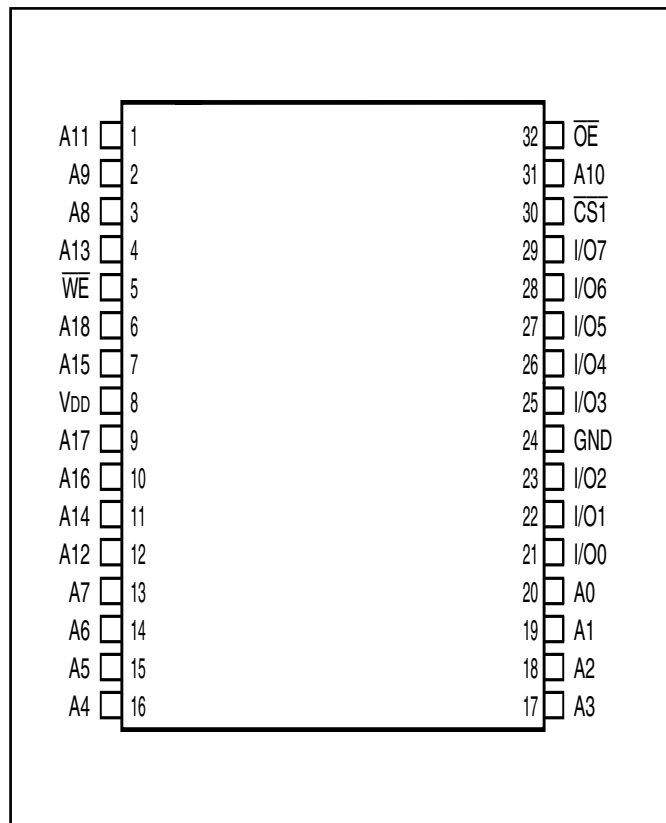 A11 1 32 O̅E̅
A9 2 31 A10
A8 3 30 C̅S̅1̅
A13 4 29 I/O7
W̅E̅ 5 28 I/O6
A18 6 27 I/O5
A15 7 26 I/O4
VDD 8 25 I/O3
A17 9 24 GND
A16 10 23 I/O2
A14 11 22 I/O1
A12 12 21 I/O0
A7 13 20 A0
A6 14 19 A1
A5 15 18 A2
A4 16 17 A3